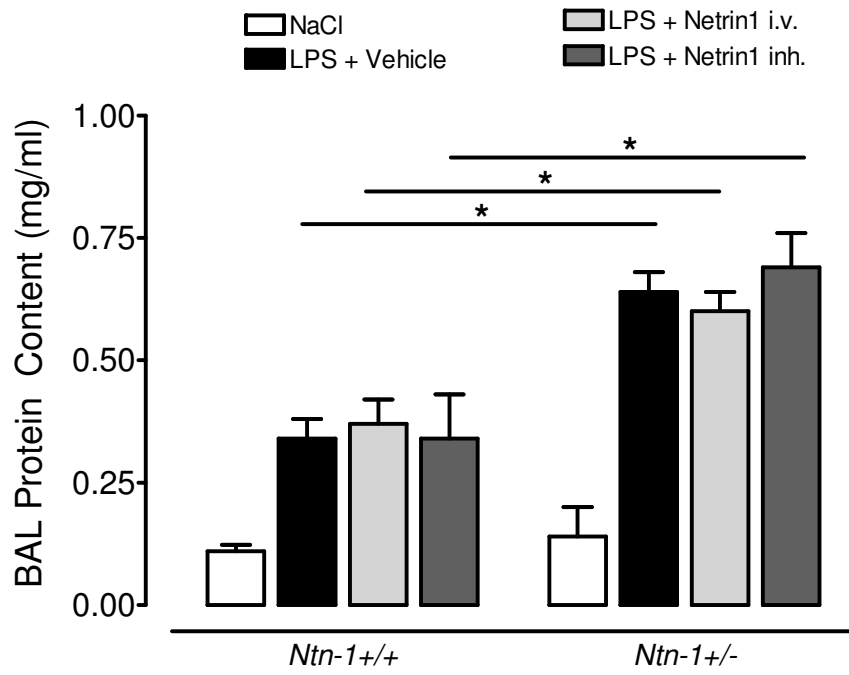 NaCl
LPS + Vehicle
LPS + Netrin1 i.v.
LPS + Netrin1 inh.
BAL Protein Content (mg/ml)
1.00
0.75
0.50
0.25
0.00
*
*
*
Ntn-1+/+
Ntn-1+/-